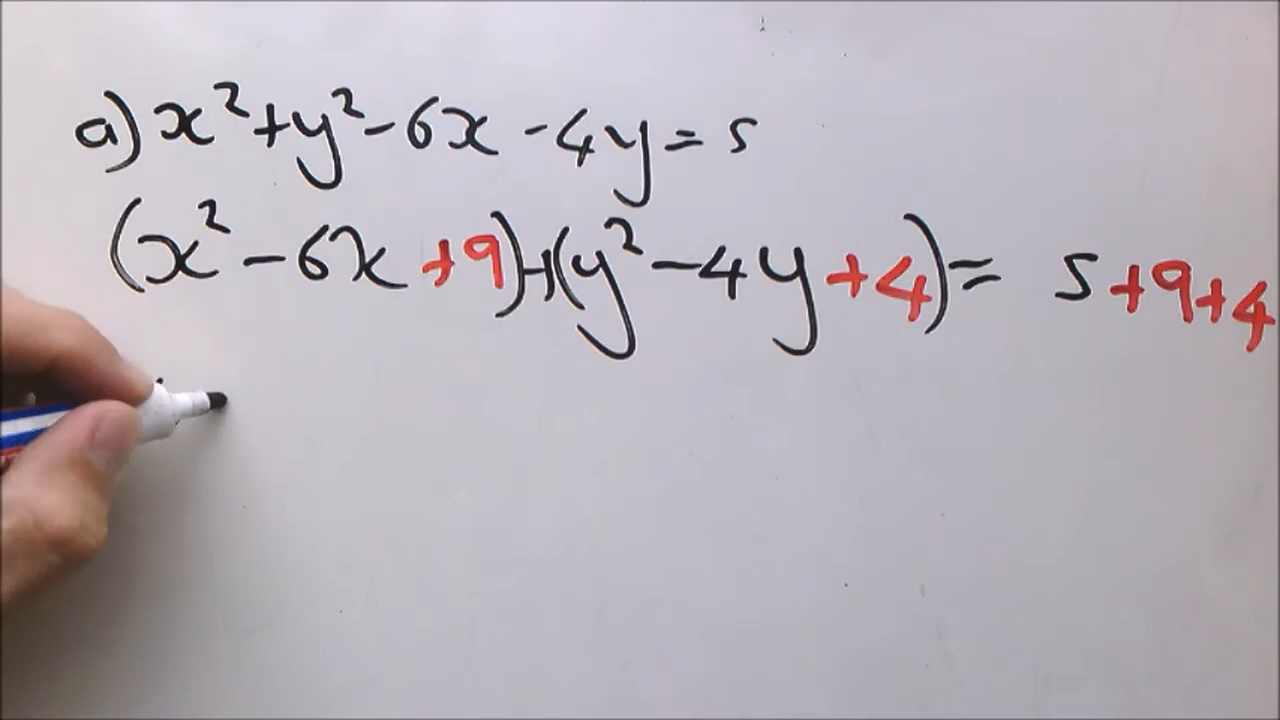 a) x² + y² - 6x - 4y = 5
(x² - 6x + 9) + (y² - 4y + 4) = 5 + 9 + 4